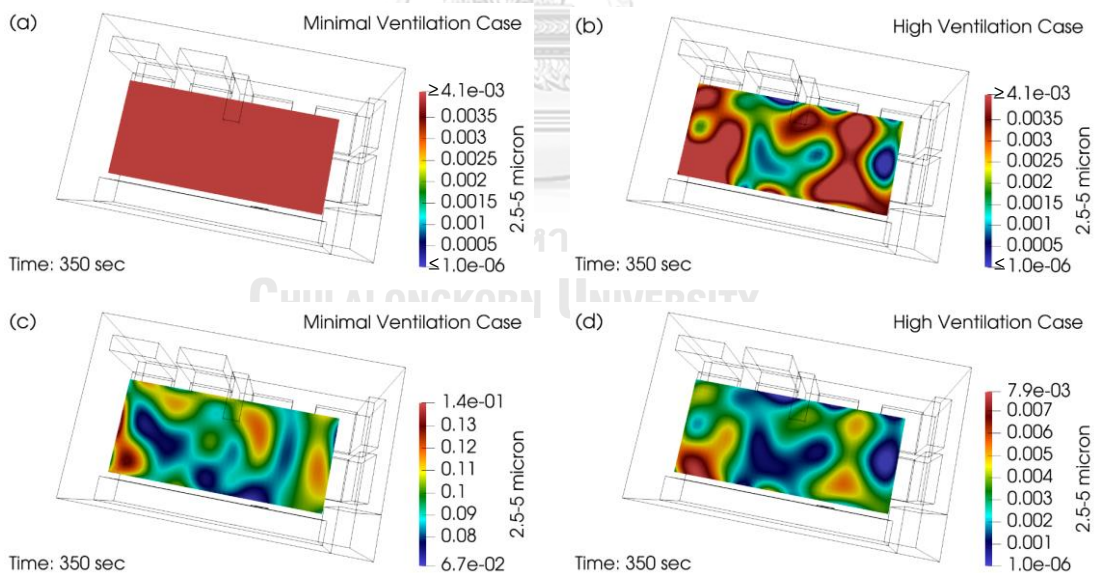 (a) Minimal Ventilation Case
≥4.1e-03
0.0035
0.003
0.0025
0.002
0.0015
0.001
0.0005
≤1.0e-06
2.5-5 micron
Time: 350 sec
(b) High Ventilation Case
≥4.1e-03
0.0035
0.003
0.0025
0.002
0.0015
0.001
0.0005
≤1.0e-06
2.5-5 micron
Time: 350 sec
CHULALONGKORN UNIVERSITY
(c) Minimal Ventilation Case
1.4e-01
0.13
0.12
0.11
0.1
0.09
0.08
6.7e-02
2.5-5 micron
Time: 350 sec
(d) High Ventilation Case
7.9e-03
0.007
0.006
0.005
0.004
0.003
0.002
0.001
1.0e-06
2.5-5 micron
Time: 350 sec